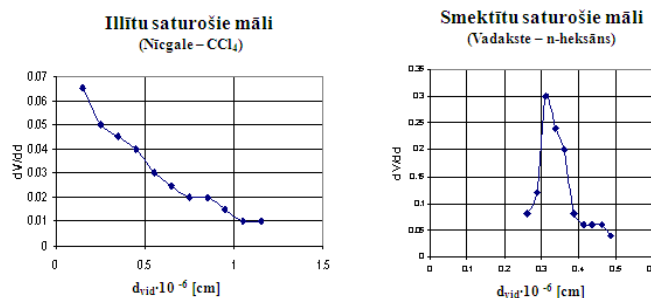 Illītu saturošie māli
(Nīcgale – CCl₄)
0.07
0.06
0.05
0.04
0.03
0.02
0.01
0
dV/dd
0 0.5 1 1.5
d_vid·10⁻⁶ [cm]
Smektītu saturošie māli
(Vadakste – n-heksāns)
0.35
0.3
0.25
0.2
0.15
0.1
0.05
0
dV/dd
0 0.1 0.2 0.3 0.4 0.5 0.6
d_vid·10⁻⁶ [cm]